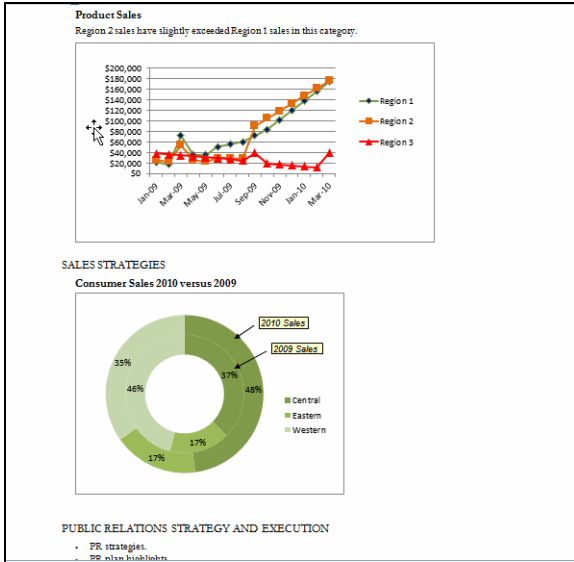 Product Sales
Region 2 sales have slightly exceeded Region 1 sales in this category.
$200,000
$180,000
$160,000
$140,000
$120,000
$100,000
$80,000
$60,000
$40,000
$20,000
$0
Jan-09
Mar-09
May-09
Jul-09
Sep-09
Nov-09
Jan-10
Mar-10
Region 1
Region 2
Region 3
SALES STRATEGIES
Consumer Sales 2010 versus 2009
2010 Sales
2009 Sales
35%
46%
37%
48%
17%
17%
Central
Eastern
Western
PUBLIC RELATIONS STRATEGY AND EXECUTION
• PR strategies.
• PR plan highlights